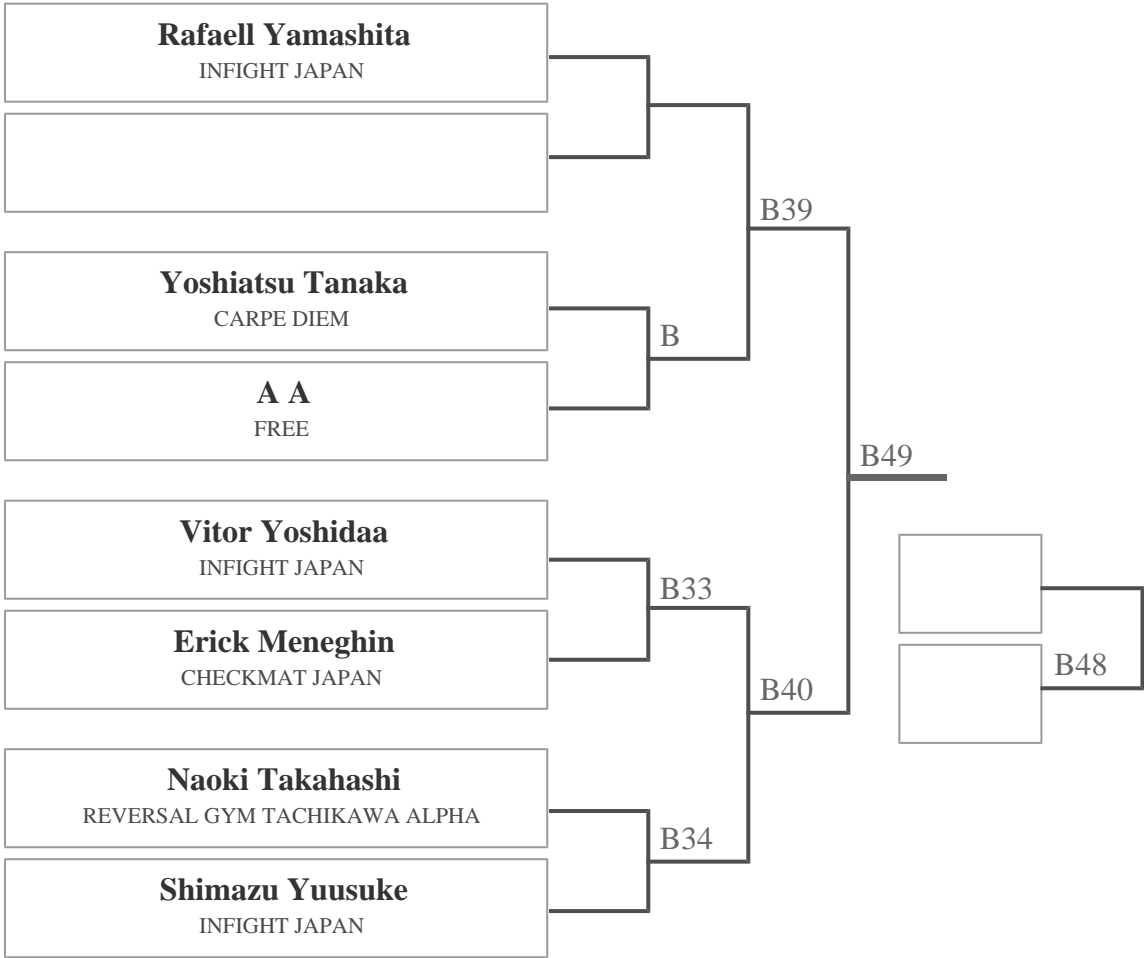 Rafaell Yamashita
INFIGHT JAPAN
B39
Yoshiatsu Tanaka
CARPE DIEM
B
A A
FREE
B49
Vitor Yoshidaa
INFIGHT JAPAN
B33
Erick Meneghin
CHECKMAT JAPAN
B48
B40
Naoki Takahashi
REVERSAL GYM TACHIKAWA ALPHA
B34
Shimazu Yuusuke
INFIGHT JAPAN